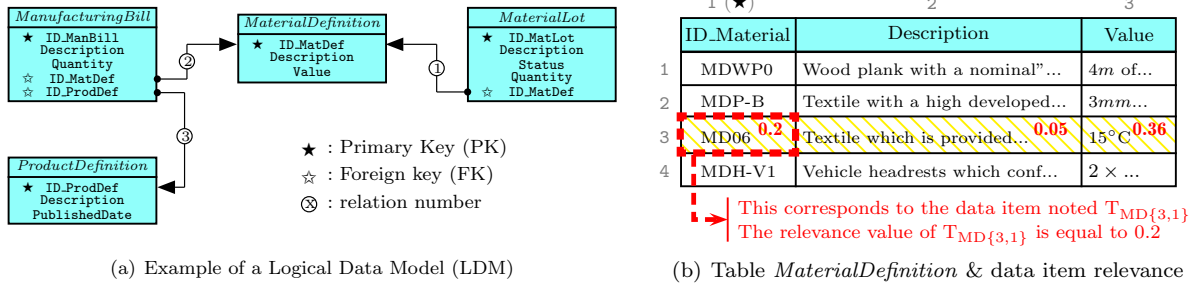 ManufacturingBill
★ ID_ManBill
Description
Quantity
☆ ID_MatDef
☆ ID_ProdDef
MaterialDefinition
★ ID_MatDef
Description
Value
MaterialLot
★ ID_MatLot
Description
Status
Quantity
☆ ID_MatDef
2
1
3
ProductDefinition
★ ID_ProdDef
Description
PublishedDate
★ : Primary Key (PK)
☆ : Foreign key (FK)
ⓧ : relation number
(a) Example of a Logical Data Model (LDM)
1 (★) 2 3
ID_Material Description Value
1 MDWP0 Wood plank with a nominal”... 4m of...
2 MDP-B Textile with a high developed... 3mm...
3 MD06 0.2 Textile which is provided... 0.05 15°C 0.36
4 MDH-V1 Vehicle headrests which conf... 2 × ...
This corresponds to the data item noted T_MD{3,1}
The relevance value of T_MD{3,1} is equal to 0.2
(b) Table MaterialDefinition & data item relevance